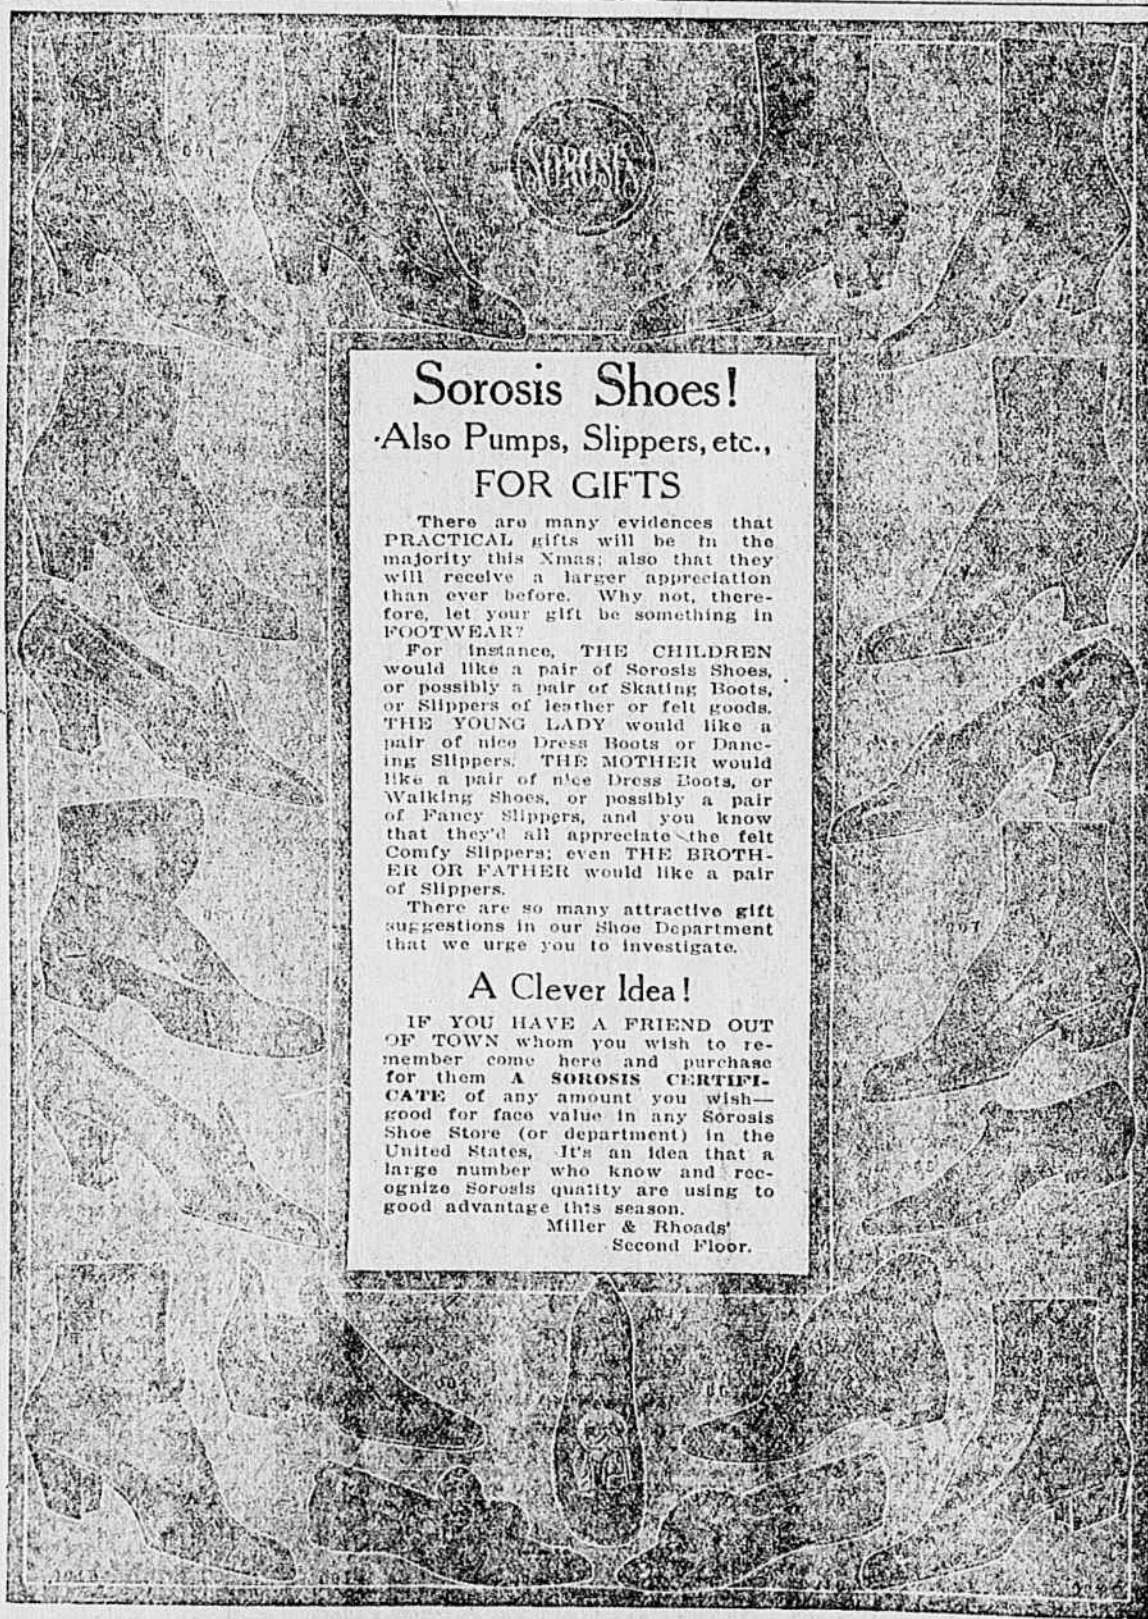 SOROSIS
Sorosis Shoes!
Also Pumps, Slippers, etc.,
FOR GIFTS
There are many evidences that
PRACTICAL gifts will be in the
majority this Xmas; also that they
will receive a larger appreciation
than ever before. Why not, there-
fore, let your gift be something in
FOOTWEAR?
For instance, THE CHILDREN
would like a pair of Sorosis Shoes,
or possibly a pair of Skating Boots,
or Slippers of leather or felt goods.
THE YOUNG LADY would like a
pair of nice Dress Boots or Danc-
ing Slippers. THE MOTHER would
like a pair of nice Dress Boots, or
Walking Shoes, or possibly a pair
of Fancy Slippers, and you know
that they'd all appreciate the felt
Comfy Slippers; even THE BROTH-
ER OR FATHER would like a pair
of Slippers.
There are so many attractive gift
suggestions in our Shoe Department
that we urge you to investigate.
A Clever Idea!
IF YOU HAVE A FRIEND OUT
OF TOWN whom you wish to re-
member come here and purchase
for them A SOROSIS CERTIFI-
CATE of any amount you wish—
good for face value in any Sorosis
Shoe Store (or department) in the
United States. It's an idea that a
large number who know and rec-
ognize Sorosis quality are using to
good advantage this season.
Miller & Rhoads'
Second Floor.